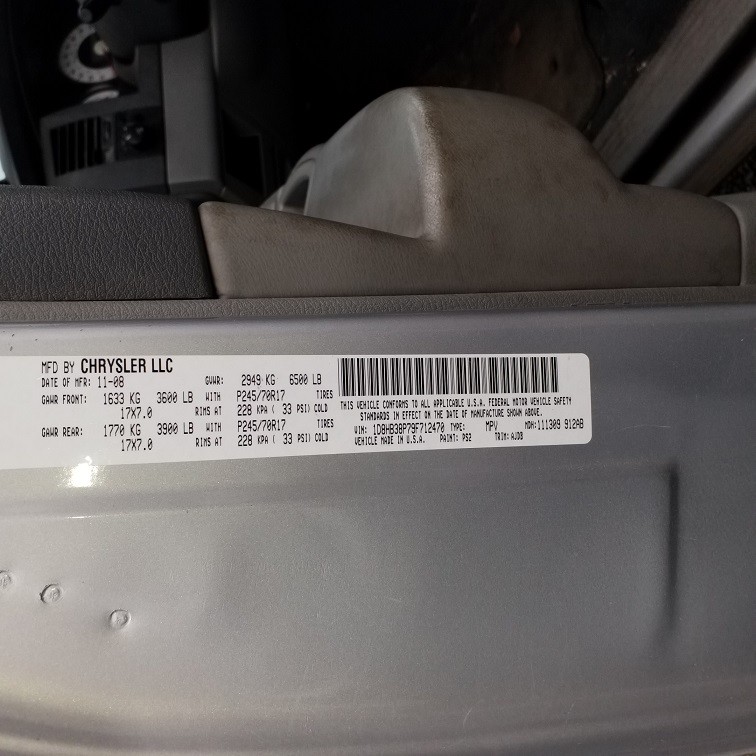 MFD BY CHRYSLER LLC
DATE OF MFR: 11-08 GVWR: 2949 KG 6500 LB
GAWR FRONT: 1633 KG 3600 LB WITH P245/70R17 TIRES
17X7.0 RIMS AT 228 KPA ( 33 PSI) COLD
GAWR REAR: 1770 KG 3900 LB WITH P245/70R17 TIRES
17X7.0 RIMS AT 228 KPA ( 33 PSI) COLD
THIS VEHICLE CONFORMS TO ALL APPLICABLE U.S.A. FEDERAL MOTOR VEHICLE SAFETY
STANDARDS IN EFFECT ON THE DATE OF MANUFACTURE SHOWN ABOVE.
VIN: 1D8HB38P79F712470 TYPE: MPV MDH: 111309 912AB
VEHICLE MADE IN U.S.A. PAINT: PS2 TRIM: AJDB